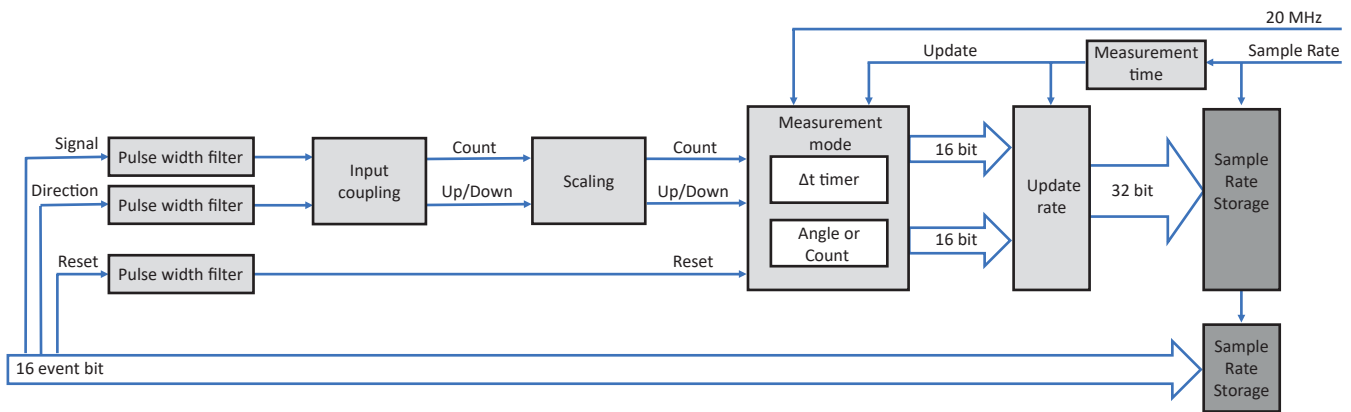 20 MHz
Update
Measurement
time
Sample Rate
Signal
Pulse width filter
Direction
Pulse width filter
Reset
Pulse width filter
Input
coupling
Count
Up/Down
Scaling
Count
Up/Down
Reset
Measurement
mode
Δt timer
Angle or
Count
16 bit
16 bit
Update
rate
32 bit
Sample
Rate
Storage
16 event bit
Sample
Rate
Storage